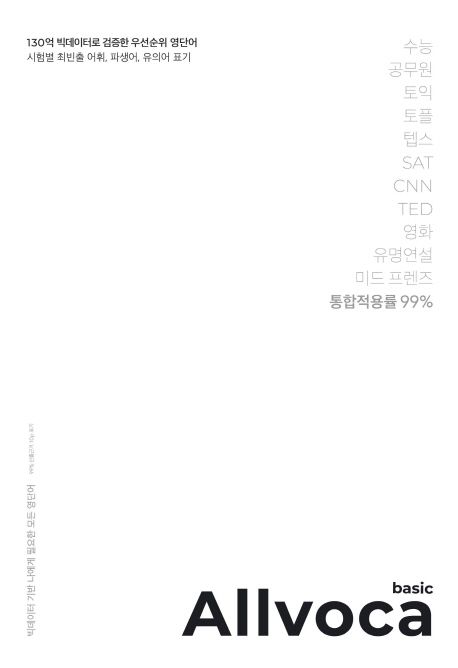 130억 빅데이터로 검증한 우선순위 영단어
시험별 최빈출 어휘, 파생어, 유의어 표기
수능
공무원
토익
토플
텝스
SAT
CNN
TED
영화
유명연설
미드 프렌즈
통합적용률 99%
빅데이터 기반 나에게 필요한 모든 영단어
basic
Allvoca